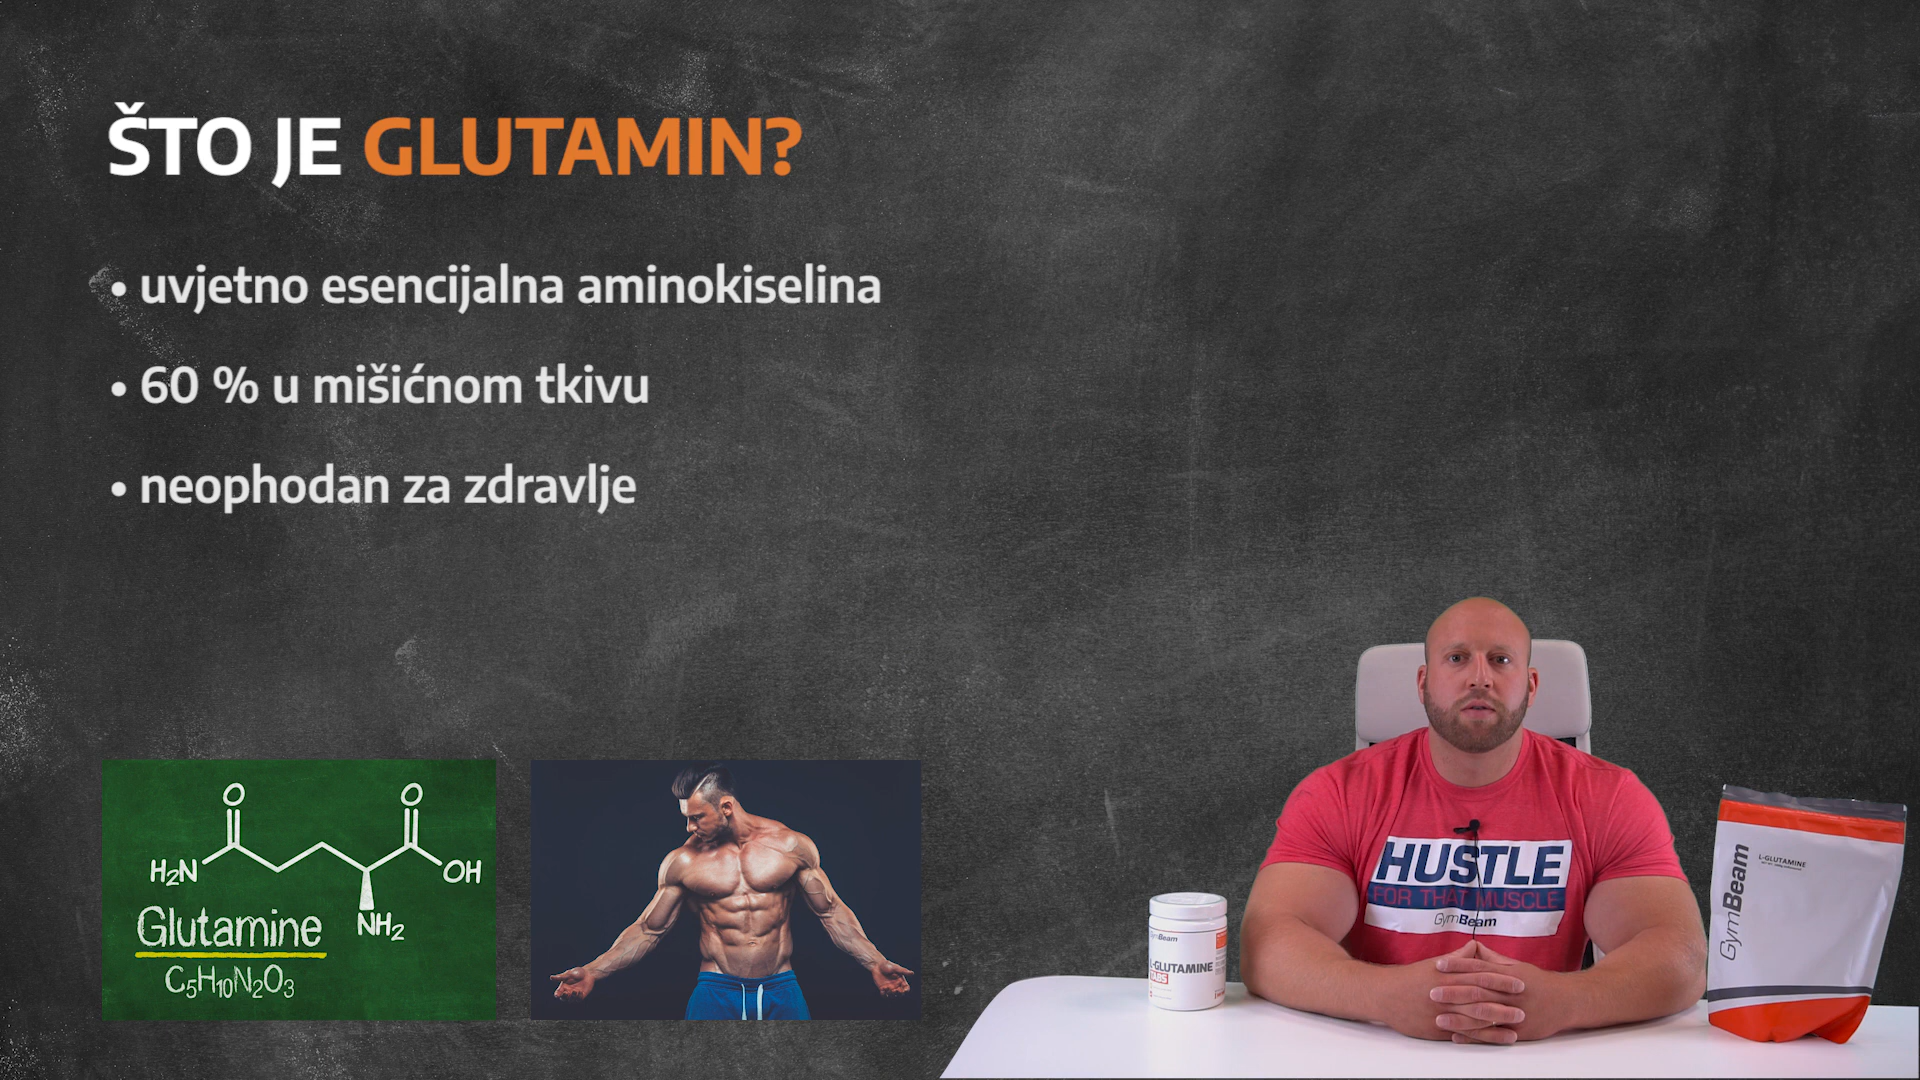 ŠTO JE GLUTAMIN?
• uvjetno esencijalna aminokiselina
• 60 % u mišićnom tkivu
• neophodan za zdravlje
O
O
H2N
OH
NH2
Glutamine
C5H10N2O3
HUSTLE
FOR THAT MUSCLE
GymBeam
GymBeam
L-GLUTAMINE
TABS
GymBeam
L-GLUTAMINE